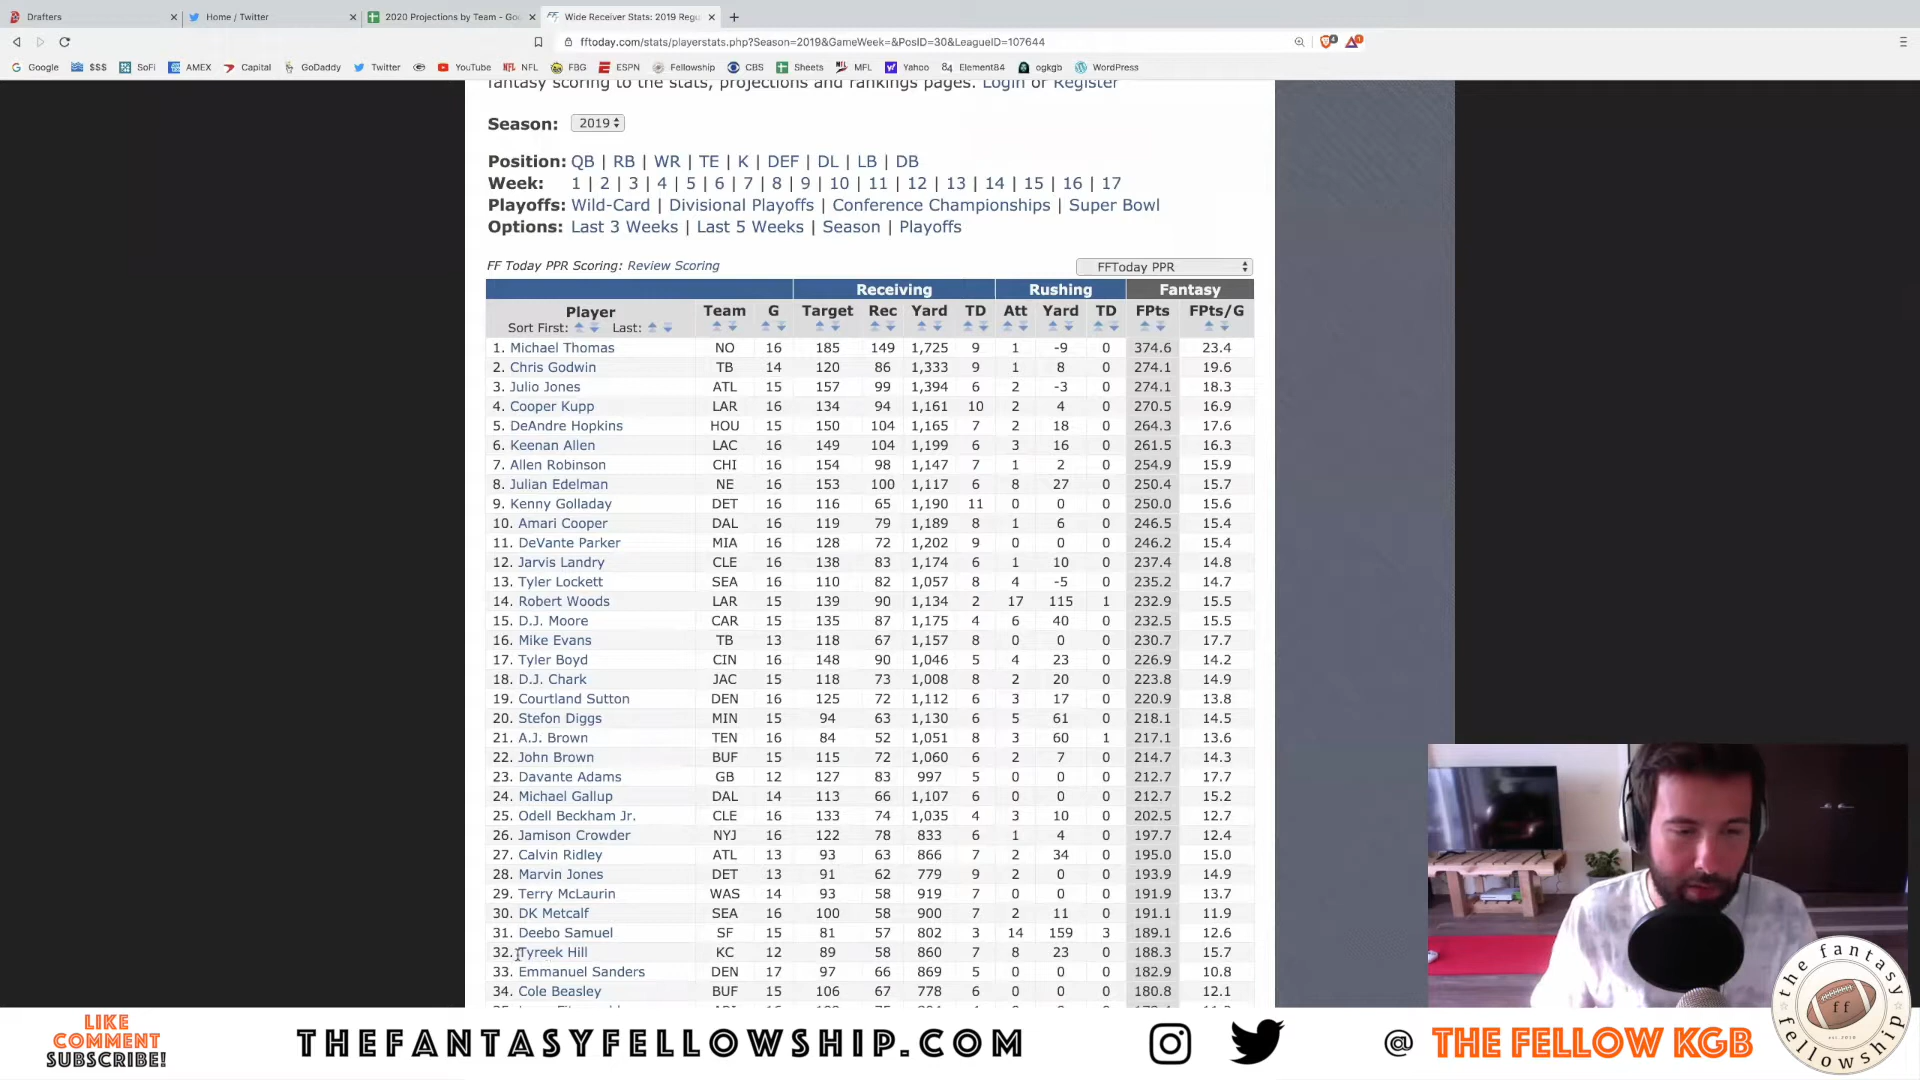 Drafters × Home / Twitter × 2020 Projections by Team - Goo × Wide Receiver Stats: 2019 Regu × +
fftoday.com/stats/playerstats.php?Season=2019&GameWeek=&PosID=30&LeagueID=107644
Google $$$ SoFi AMEX Capital GoDaddy Twitter YouTube NFL FBG ESPN Fellowship CBS Sheets MFL Yahoo Element84 ogkgb WordPress
fantasy scoring to the stats, projections and rankings pages. Login or Register
Season: 2019
Position: QB | RB | WR | TE | K | DEF | DL | LB | DB
Week: 1 | 2 | 3 | 4 | 5 | 6 | 7 | 8 | 9 | 10 | 11 | 12 | 13 | 14 | 15 | 16 | 17
Playoffs: Wild-Card | Divisional Playoffs | Conference Championships | Super Bowl
Options: Last 3 Weeks | Last 5 Weeks | Season | Playoffs
FF Today PPR Scoring: Review Scoring FFToday PPR
Receiving Rushing Fantasy
Player Team G Target Rec Yard TD Att Yard TD FPts FPts/G
Sort First: Last:
1. Michael Thomas NO 16 185 149 1,725 9 1 -9 0 374.6 23.4
2. Chris Godwin TB 14 120 86 1,333 9 1 8 0 274.1 19.6
3. Julio Jones ATL 15 157 99 1,394 6 2 -3 0 274.1 18.3
4. Cooper Kupp LAR 16 134 94 1,161 10 2 4 0 270.5 16.9
5. DeAndre Hopkins HOU 15 150 104 1,165 7 2 18 0 264.3 17.6
6. Keenan Allen LAC 16 149 104 1,199 6 3 16 0 261.5 16.3
7. Allen Robinson CHI 16 154 98 1,147 7 1 2 0 254.9 15.9
8. Julian Edelman NE 16 153 100 1,117 6 8 27 0 250.4 15.7
9. Kenny Golladay DET 16 116 65 1,190 11 0 0 0 250.0 15.6
10. Amari Cooper DAL 16 119 79 1,189 8 1 6 0 246.5 15.4
11. DeVante Parker MIA 16 128 72 1,202 9 0 0 0 246.2 15.4
12. Jarvis Landry CLE 16 138 83 1,174 6 1 10 0 237.4 14.8
13. Tyler Lockett SEA 16 110 82 1,057 8 4 -5 0 235.2 14.7
14. Robert Woods LAR 15 139 90 1,134 2 17 115 1 232.9 15.5
15. D.J. Moore CAR 15 135 87 1,175 4 6 40 0 232.5 15.5
16. Mike Evans TB 13 118 67 1,157 8 0 0 0 230.7 17.7
17. Tyler Boyd CIN 16 148 90 1,046 5 4 23 0 226.9 14.2
18. D.J. Chark JAC 15 118 73 1,008 8 2 20 0 223.8 14.9
19. Courtland Sutton DEN 16 125 72 1,112 6 3 17 0 220.9 13.8
20. Stefon Diggs MIN 15 94 63 1,130 6 5 61 0 218.1 14.5
21. A.J. Brown TEN 16 84 52 1,051 8 3 60 1 217.1 13.6
22. John Brown BUF 15 115 72 1,060 6 2 7 0 214.7 14.3
23. Davante Adams GB 12 127 83 997 5 0 0 0 212.7 17.7
24. Michael Gallup DAL 14 113 66 1,107 6 0 0 0 212.7 15.2
25. Odell Beckham Jr. CLE 16 133 74 1,035 4 3 10 0 202.5 12.7
26. Jamison Crowder NYJ 16 122 78 833 6 1 4 0 197.7 12.4
27. Calvin Ridley ATL 13 93 63 866 7 2 34 0 195.0 15.0
28. Marvin Jones DET 13 91 62 779 9 2 0 0 193.9 14.9
29. Terry McLaurin WAS 14 93 58 919 7 0 0 0 191.9 13.7
30. DK Metcalf SEA 16 100 58 900 7 2 11 0 191.1 11.9
31. Deebo Samuel SF 15 81 57 802 3 14 159 3 189.1 12.6
32. Tyreek Hill KC 12 89 58 860 7 8 23 0 188.3 15.7
33. Emmanuel Sanders DEN 17 97 66 869 5 0 0 0 182.9 10.8
34. Cole Beasley BUF 15 106 67 778 6 0 0 0 180.8 12.1
LIKE
COMMENT
SUBSCRIBE!
THEFANTASYFELLOWSHIP.COM
@ THE FELLOW KGB
the fantasy
ff
fellowship